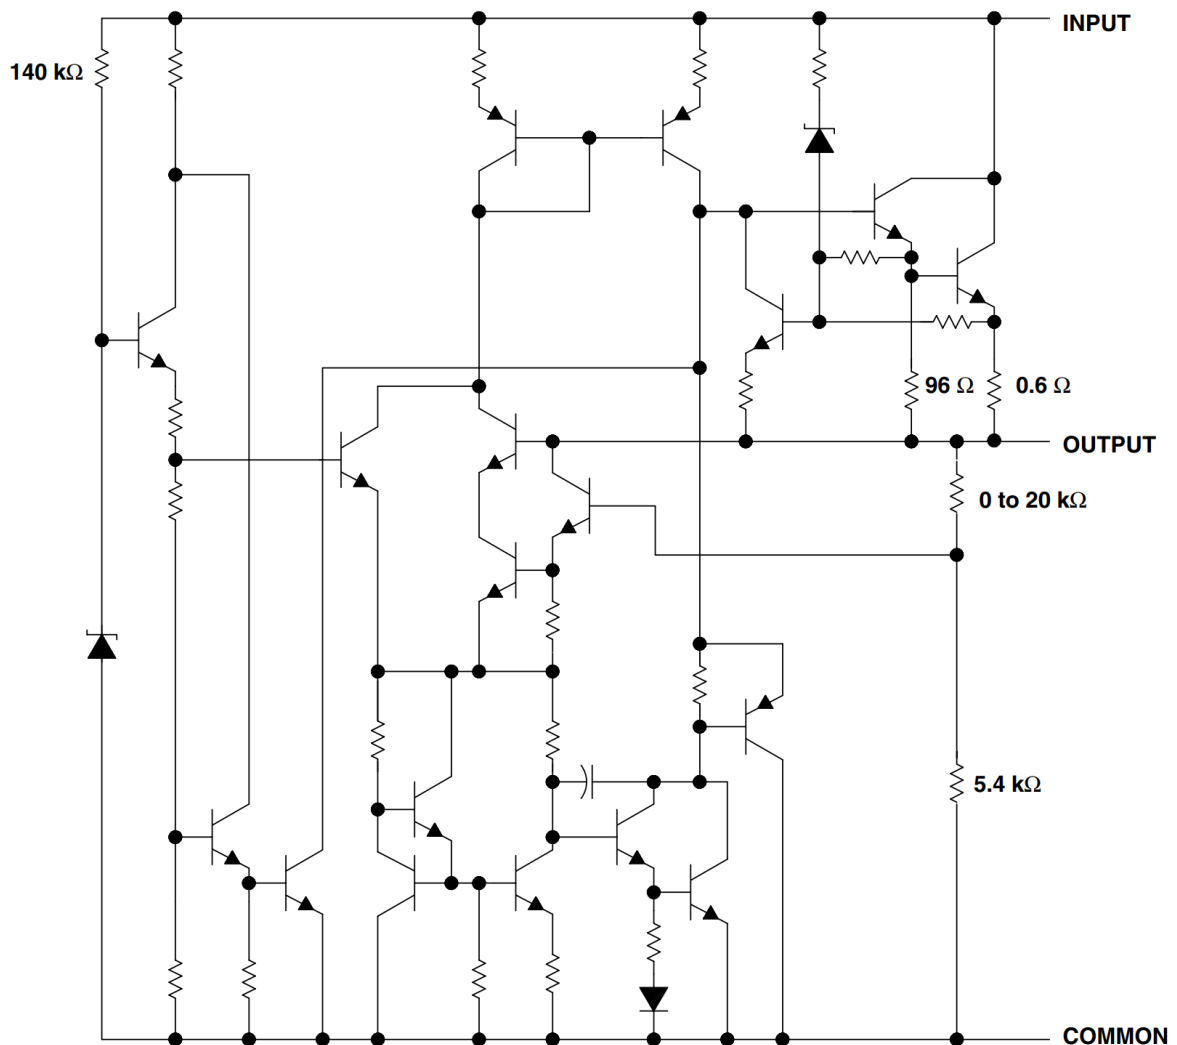 INPUT
140 kΩ
96 Ω
0.6 Ω
OUTPUT
0 to 20 kΩ
5.4 kΩ
COMMON